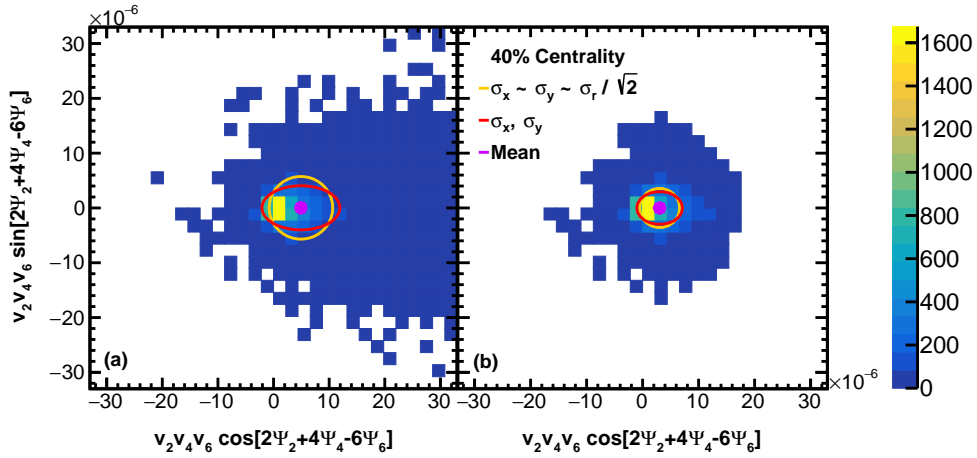 ×10⁻⁶
v₂v₄v₆ sin[2Ψ₂+4Ψ₄-6Ψ₆]
30
20
10
0
−10
−20
−30
(a)
−30 −20 −10 0 10 20 30
v₂v₄v₆ cos[2Ψ₂+4Ψ₄-6Ψ₆]
40% Centrality
σₓ ~ σᵧ ~ σᵣ / √2
σₓ, σᵧ
Mean
(b)
−30 −20 −10 0 10 20 30
×10⁻⁶
v₂v₄v₆ cos[2Ψ₂+4Ψ₄-6Ψ₆]
1600
1400
1200
1000
800
600
400
200
0